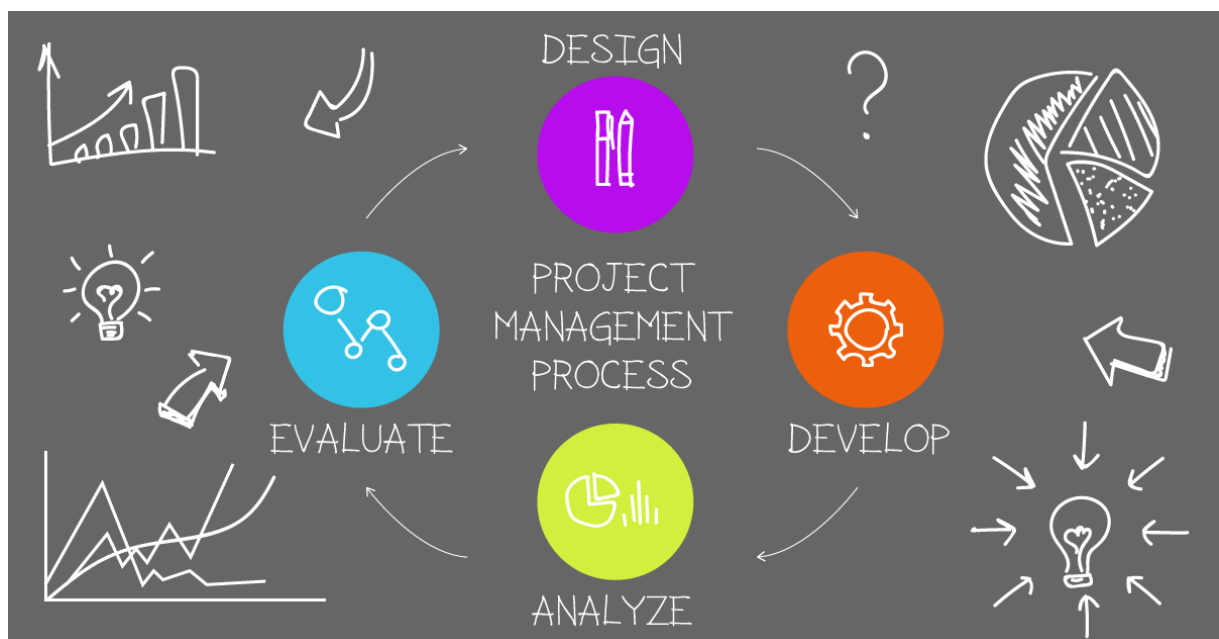 DESIGN
PROJECT
MANAGEMENT
PROCESS
EVALUATE
DEVELOP
ANALYZE
?